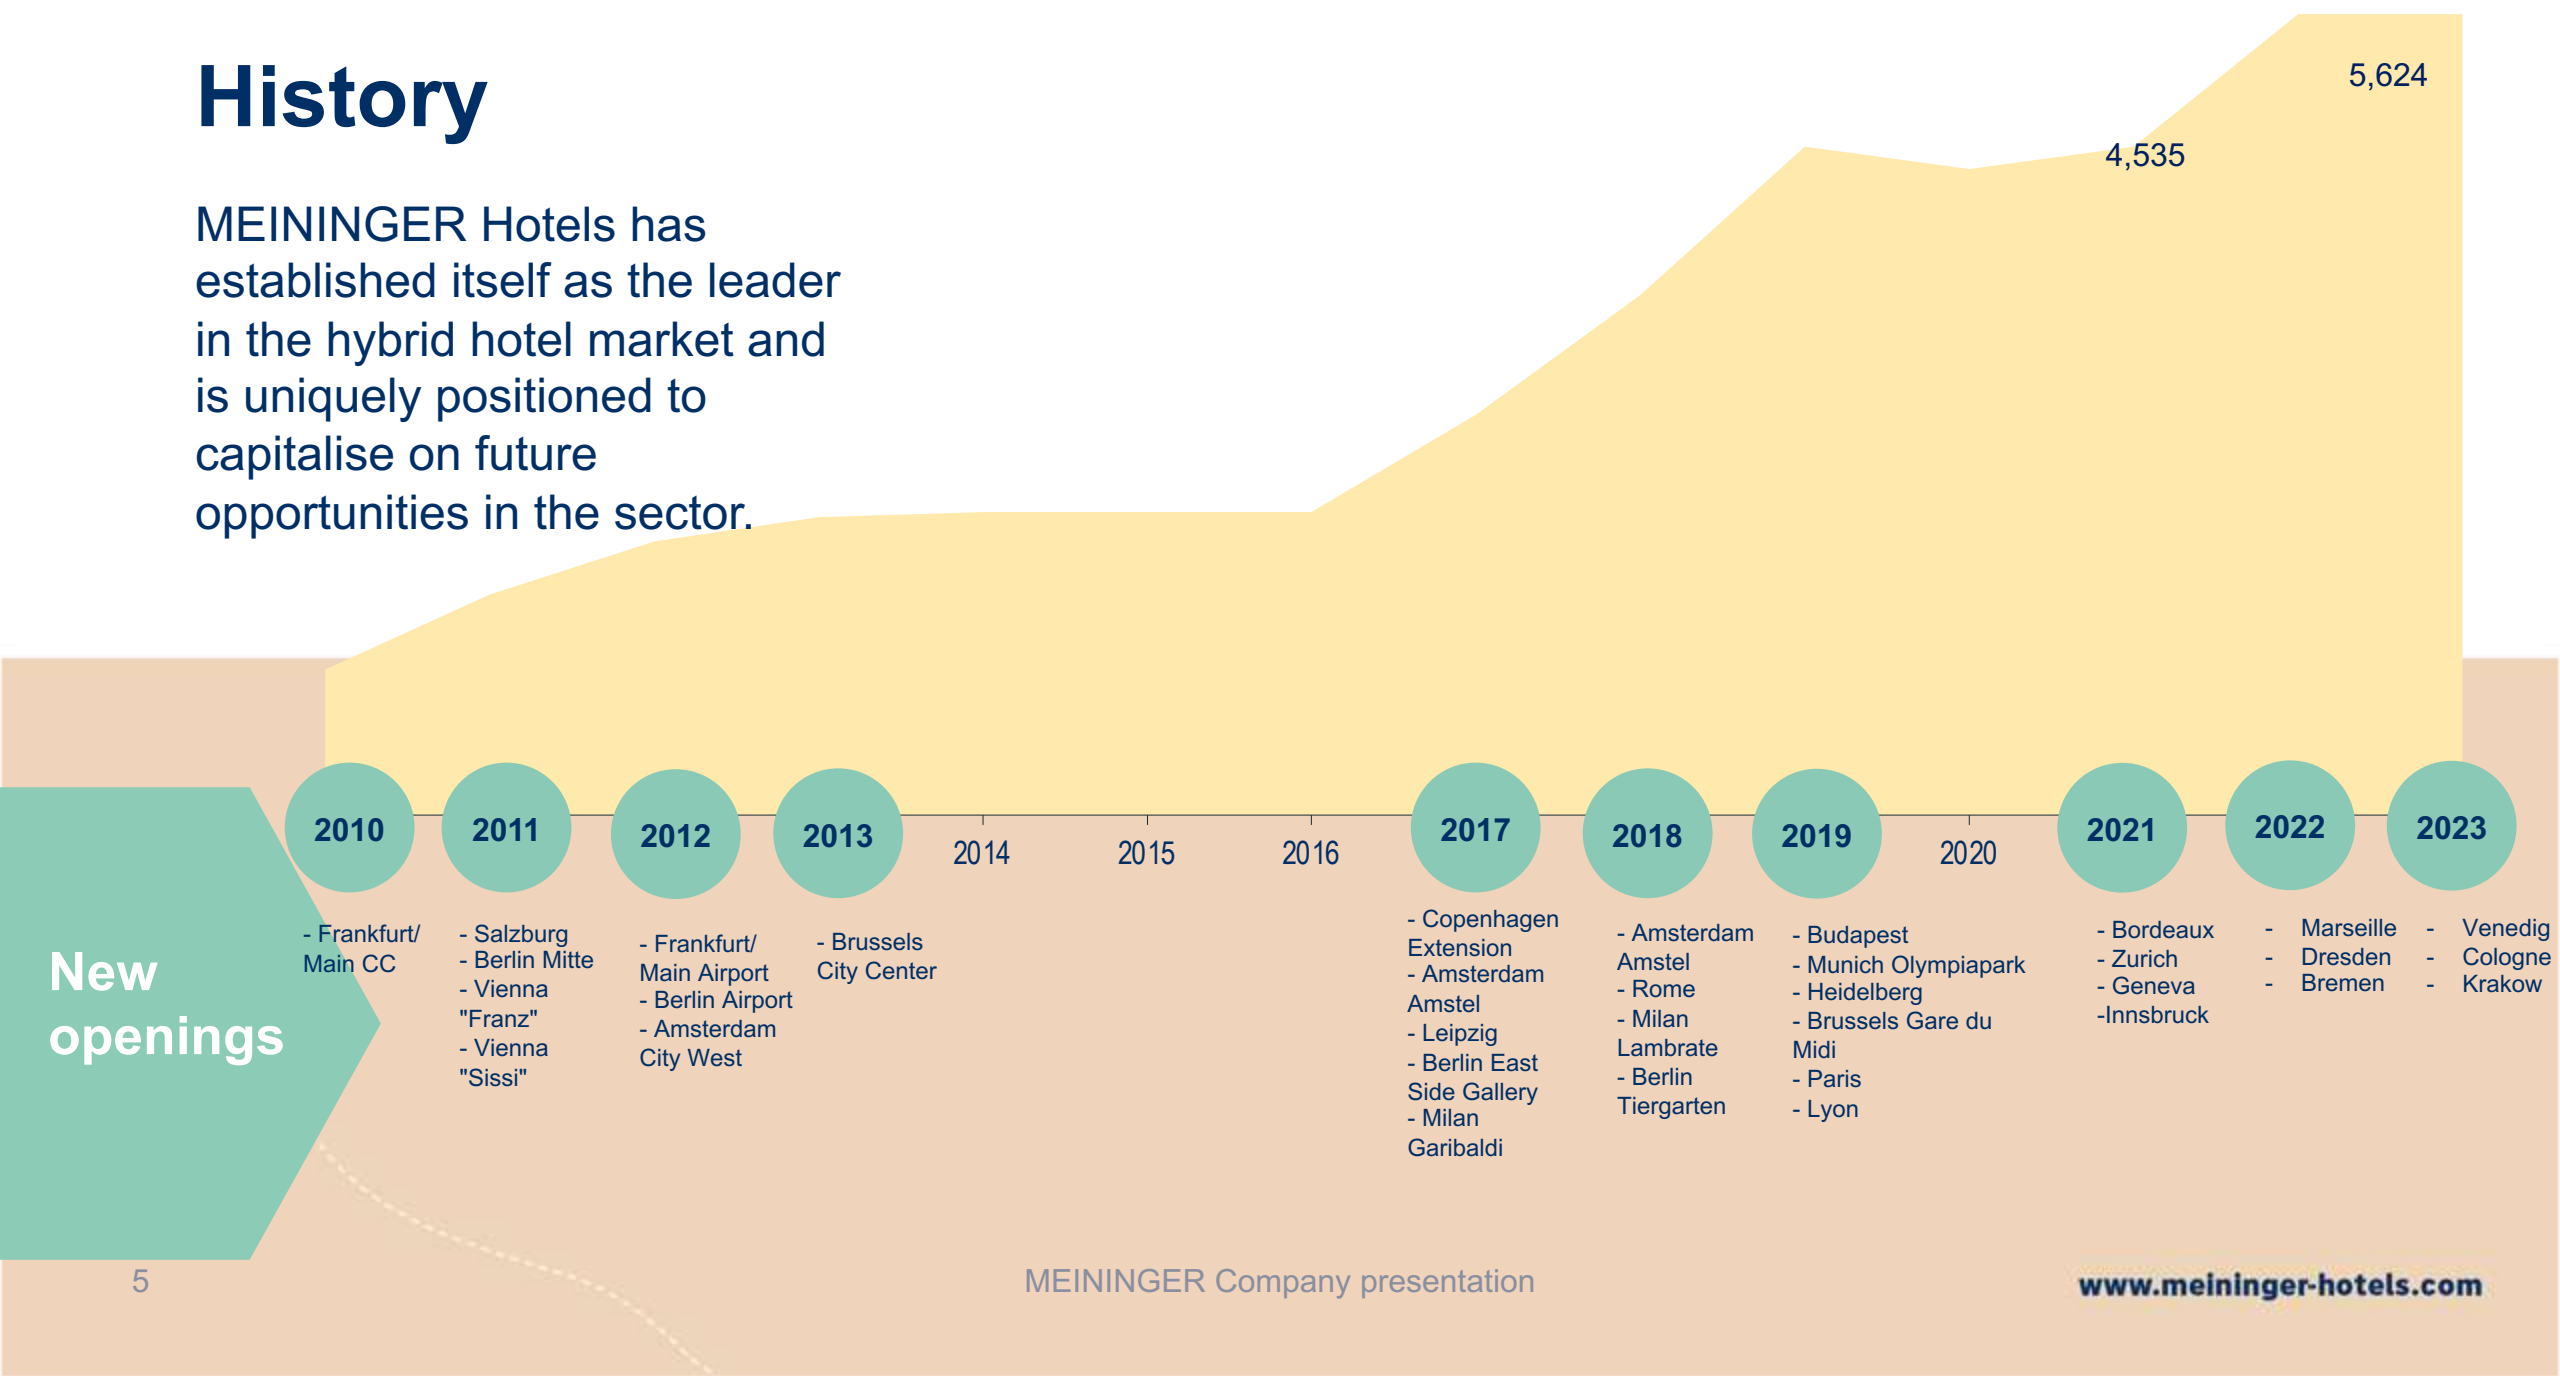 History
MEININGER Hotels has
established itself as the leader
in the hybrid hotel market and
is uniquely positioned to
capitalise on future
opportunities in the sector.
5,624
4,535
2010
2011
2012
2013
2014
2015
2016
2017
2018
2019
2020
2021
2022
2023
New
openings
- Frankfurt/
Main CC
- Salzburg
- Berlin Mitte
- Vienna
"Franz"
- Vienna
"Sissi"
- Frankfurt/
Main Airport
- Berlin Airport
- Amsterdam
City West
- Brussels
City Center
- Copenhagen
Extension
- Amsterdam
Amstel
- Leipzig
- Berlin East
Side Gallery
- Milan
Garibaldi
- Amsterdam
Amstel
- Rome
- Milan
Lambrate
- Berlin
Tiergarten
- Budapest
- Munich Olympiapark
- Heidelberg
- Brussels Gare du
Midi
- Paris
- Lyon
- Bordeaux
- Zurich
- Geneva
-Innsbruck
- Marseille
- Dresden
- Bremen
- Venedig
- Cologne
- Krakow
5
MEININGER Company presentation
www.meininger-hotels.com